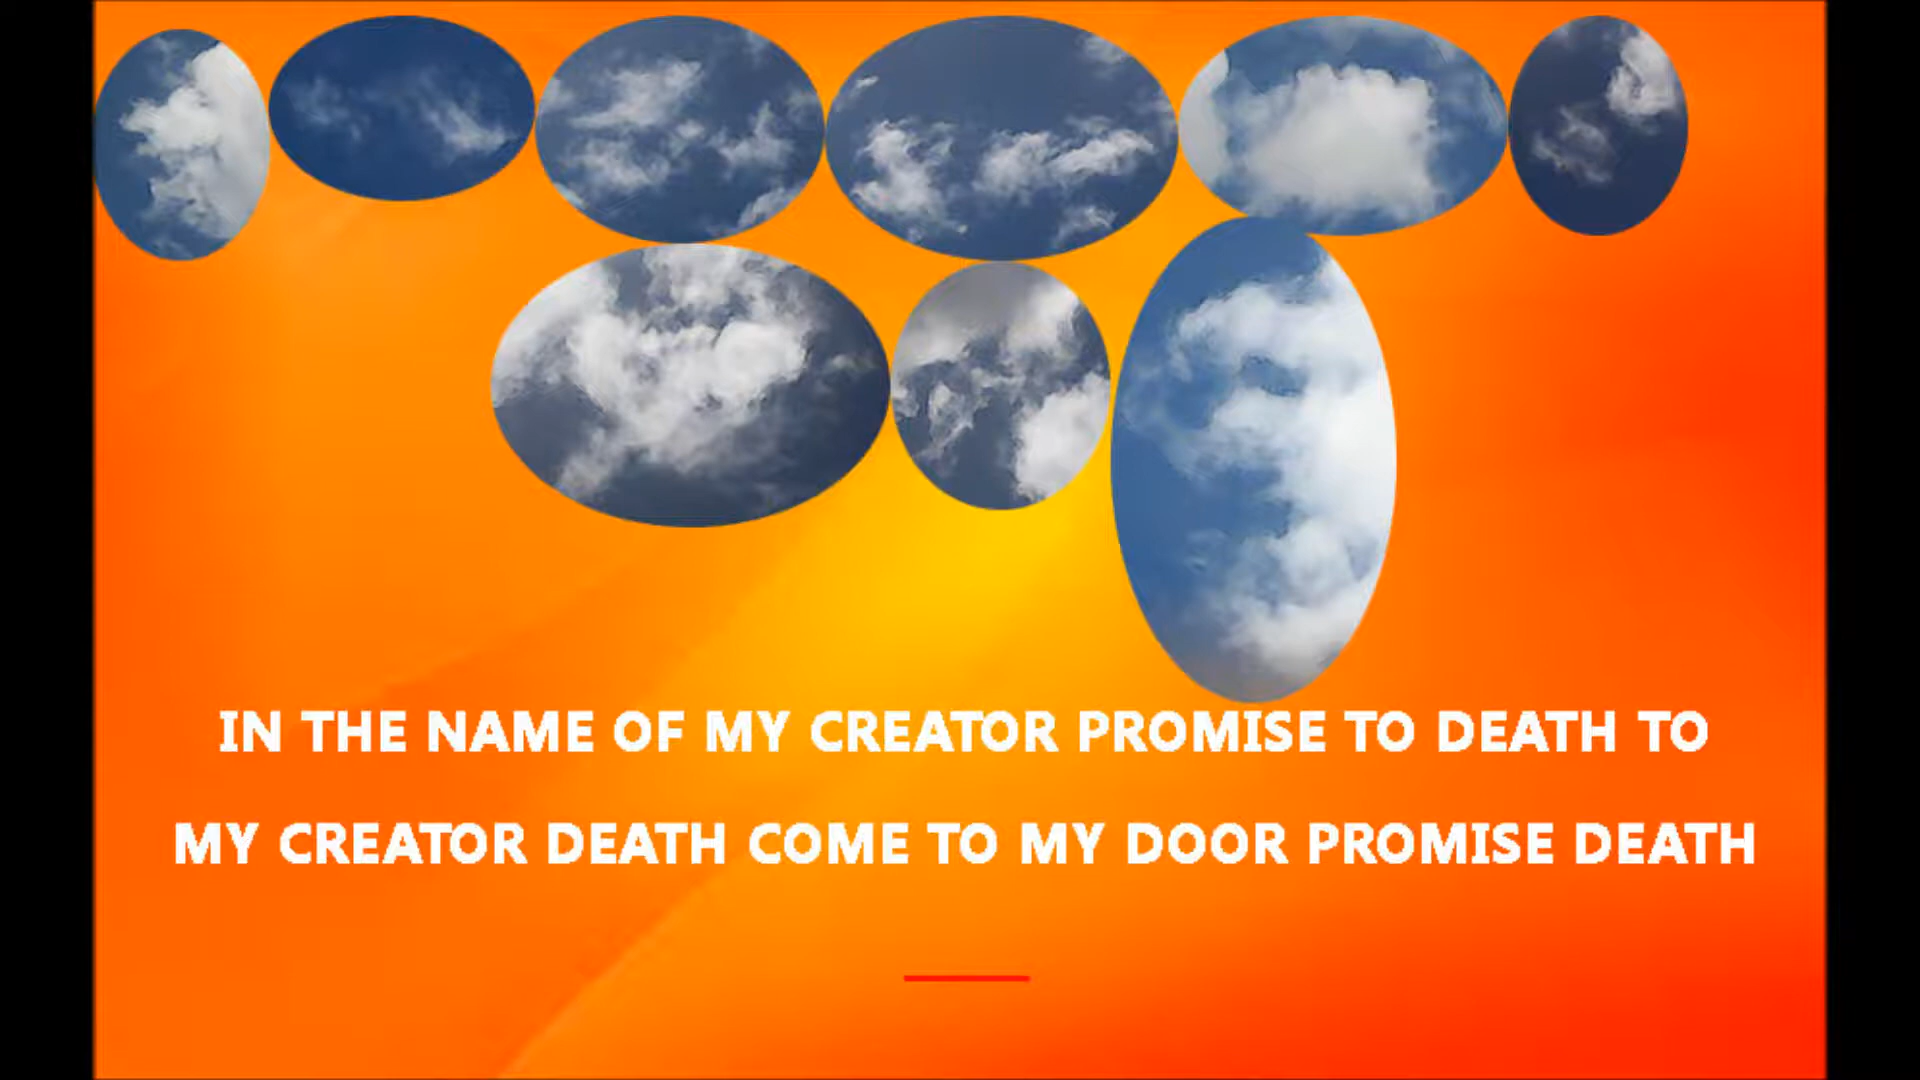 IN THE NAME OF MY CREATOR PROMISE TO DEATH TO
MY CREATOR DEATH COME TO MY DOOR PROMISE DEATH